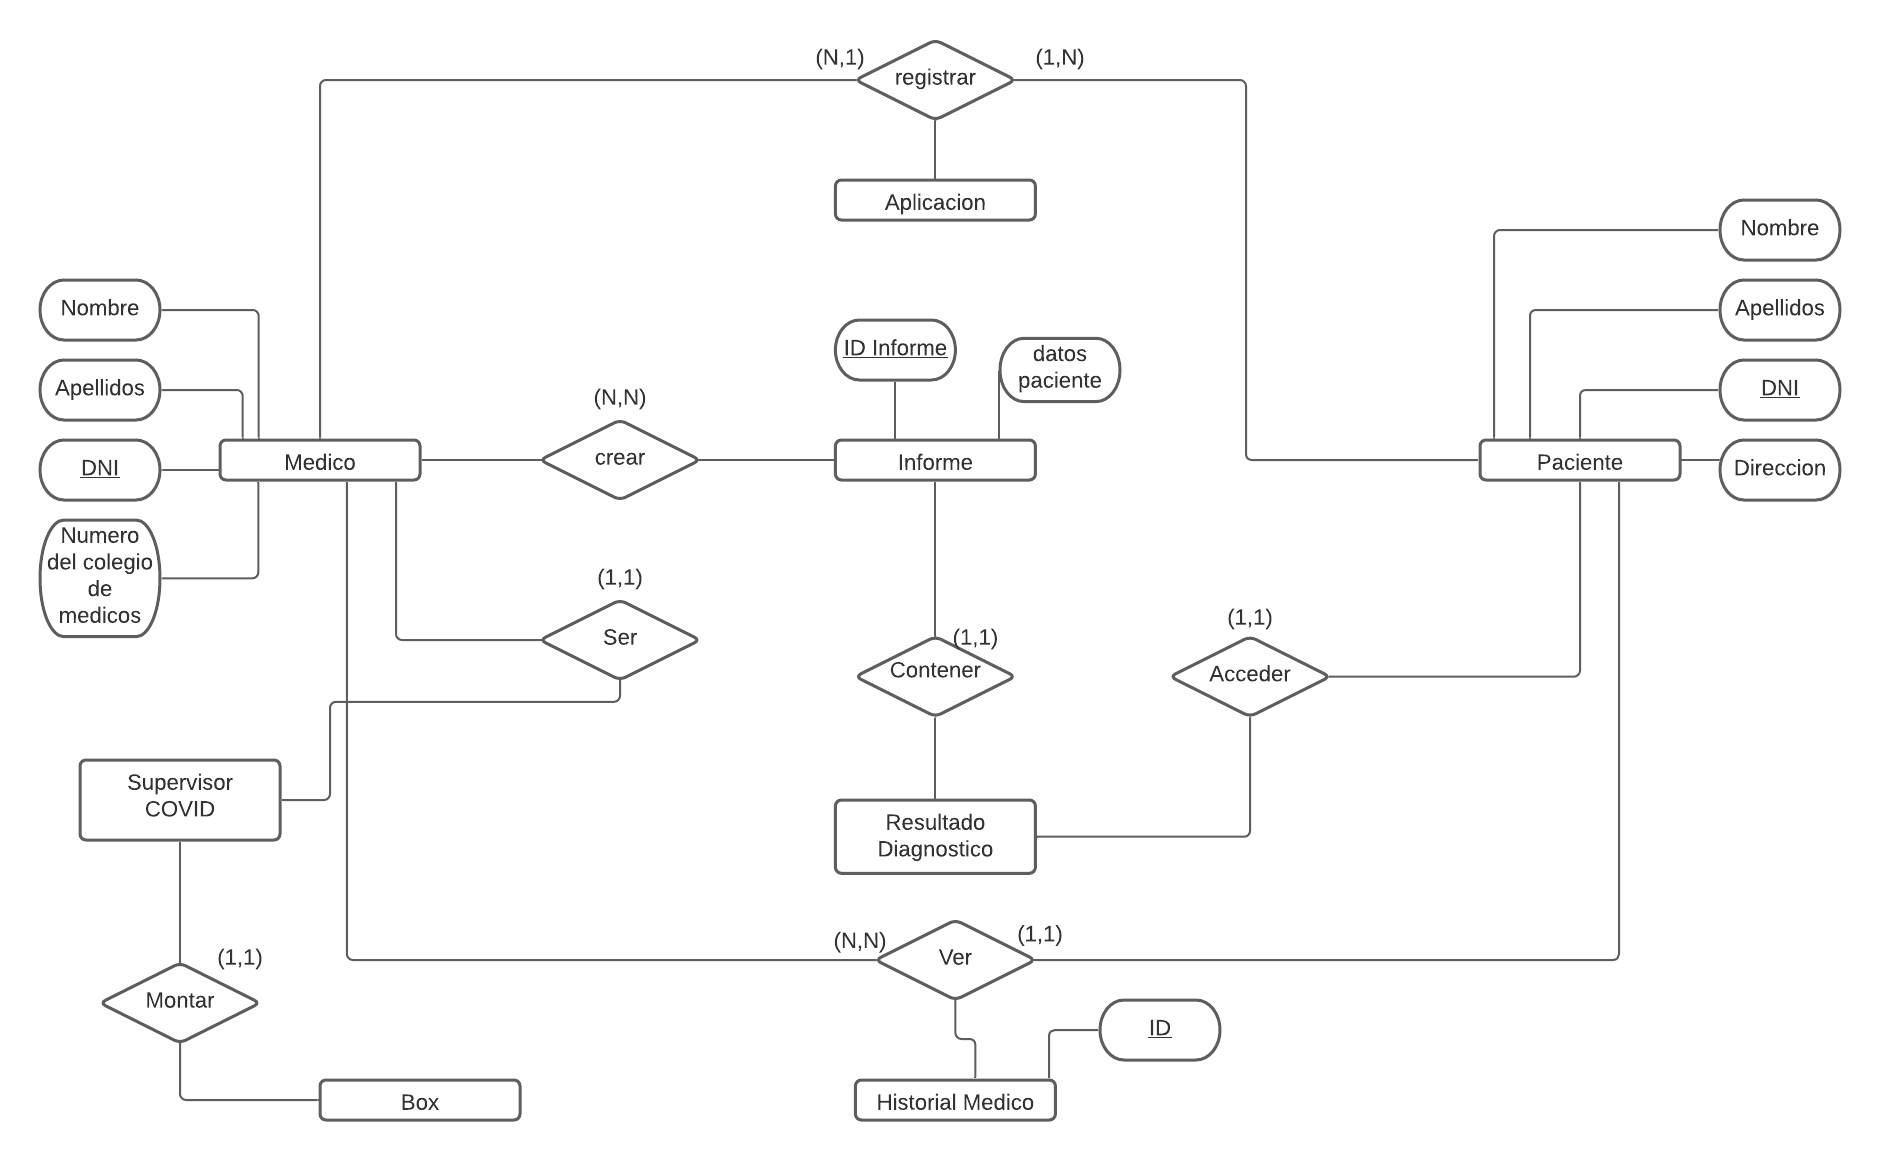 (N,1)
registrar
(1,N)
Aplicacion
Nombre
Apellidos
DNI
Direccion
Paciente
Nombre
Apellidos
DNI
Numero
del colegio
de
medicos
Medico
(N,N)
crear
ID Informe
datos
paciente
Informe
(1,1)
Ser
(1,1)
Contener
(1,1)
Acceder
Supervisor
COVID
Resultado
Diagnostico
(N,N)
Ver
(1,1)
(1,1)
Montar
ID
Box
Historial Medico